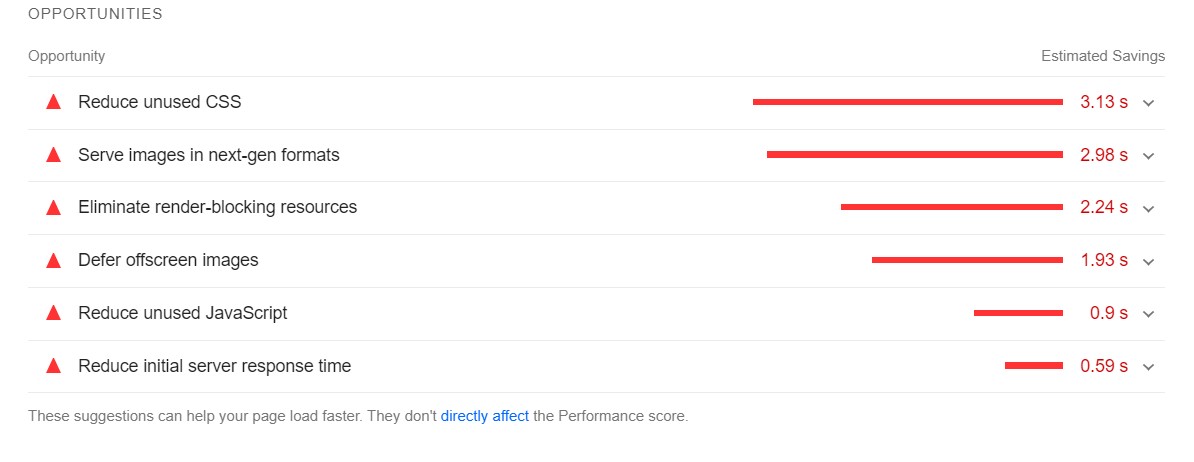 OPPORTUNITIES
Opportunity Estimated Savings
Reduce unused CSS 3.13 s
Serve images in next-gen formats 2.98 s
Eliminate render-blocking resources 2.24 s
Defer offscreen images 1.93 s
Reduce unused JavaScript 0.9 s
Reduce initial server response time 0.59 s
These suggestions can help your page load faster. They don't directly affect the Performance score.